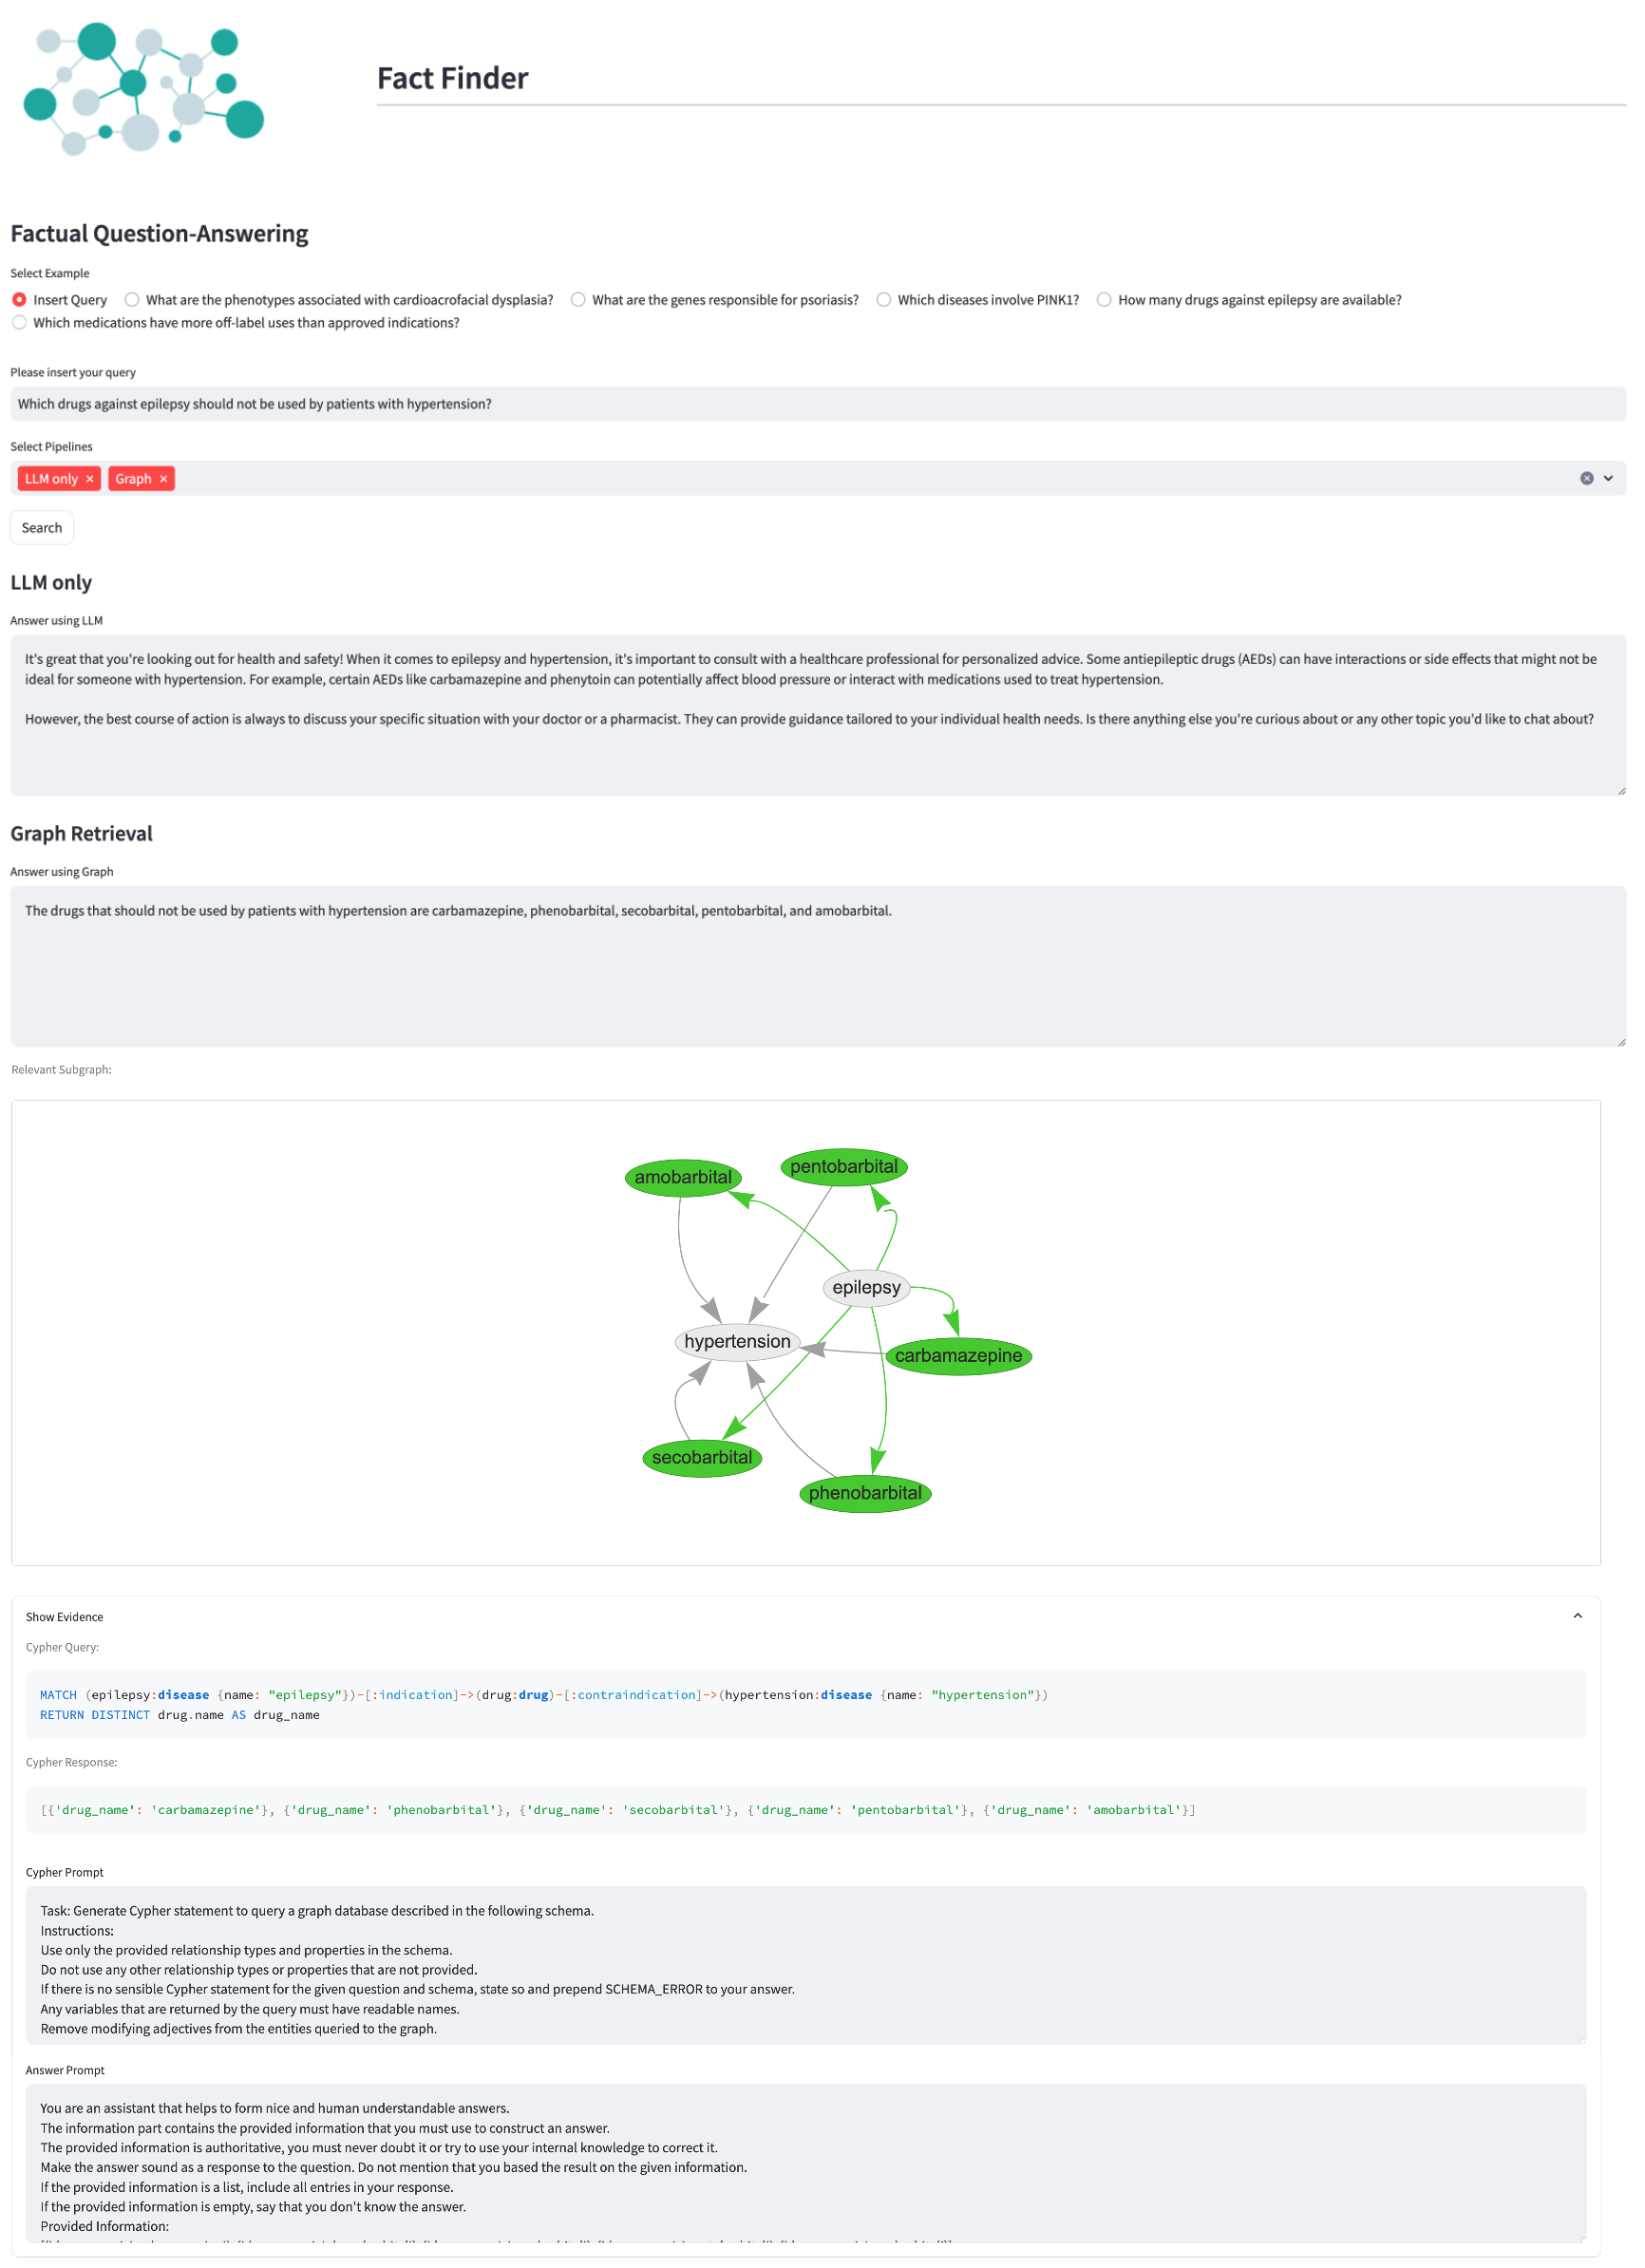 Fact Finder
Factual Question-Answering
Select Example
Insert Query
What are the phenotypes associated with cardioacrofacial dysplasia?
What are the genes responsible for psoriasis?
Which diseases involve PINK1?
How many drugs against epilepsy are available?
Which medications have more off-label uses than approved indications?
Please insert your query
Which drugs against epilepsy should not be used by patients with hypertension?
Select Pipelines
LLM only ×
Graph ×
Search
LLM only
Answer using LLM
It's great that you're looking out for health and safety! When it comes to epilepsy and hypertension, it's important to consult with a healthcare professional for personalized advice. Some antiepileptic drugs (AEDs) can have interactions or side effects that might not be
ideal for someone with hypertension. For example, certain AEDs like carbamazepine and phenytoin can potentially affect blood pressure or interact with medications used to treat hypertension.
However, the best course of action is always to discuss your specific situation with your doctor or a pharmacist. They can provide guidance tailored to your individual health needs. Is there anything else you're curious about or any other topic you'd like to chat about?
Graph Retrieval
Answer using Graph
The drugs that should not be used by patients with hypertension are carbamazepine, phenobarbital, secobarbital, pentobarbital, and amobarbital.
Relevant Subgraph:
pentobarbital
amobarbital
epilepsy
hypertension
carbamazepine
secobarbital
phenobarbital
Show Evidence
Cypher Query:
MATCH (epilepsy:disease {name: "epilepsy"})-[:indication]->(drug:drug)-[:contraindication]->(hypertension:disease {name: "hypertension"})
RETURN DISTINCT drug.name AS drug_name
Cypher Response:
[{'drug_name': 'carbamazepine'}, {'drug_name': 'phenobarbital'}, {'drug_name': 'secobarbital'}, {'drug_name': 'pentobarbital'}, {'drug_name': 'amobarbital'}]
Cypher Prompt
Task: Generate Cypher statement to query a graph database described in the following schema.
Instructions:
Use only the provided relationship types and properties in the schema.
Do not use any other relationship types or properties that are not provided.
If there is no sensible Cypher statement for the given question and schema, state so and prepend SCHEMA_ERROR to your answer.
Any variables that are returned by the query must have readable names.
Remove modifying adjectives from the entities queried to the graph.
Answer Prompt
You are an assistant that helps to form nice and human understandable answers.
The information part contains the provided information that you must use to construct an answer.
The provided information is authoritative, you must never doubt it or try to use your internal knowledge to correct it.
Make the answer sound as a response to the question. Do not mention that you based the result on the given information.
If the provided information is a list, include all entries in your response.
If the provided information is empty, say that you don't know the answer.
Provided Information: